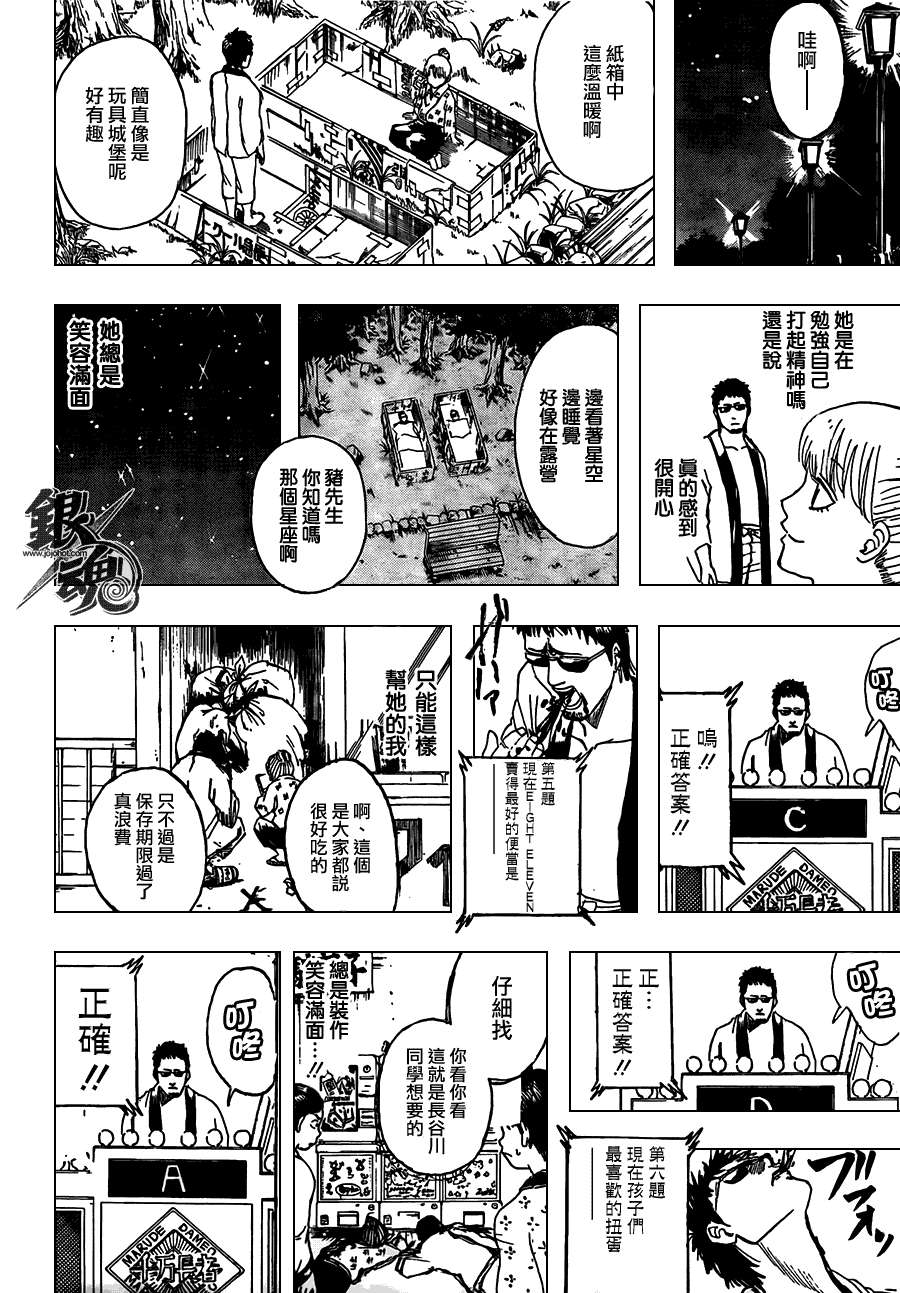 哇啊——
紙箱中
這麼溫暖啊
簡直像是
玩具城堡呢
好有趣
她是在
勉強自己
打起精神嗎
還是說
真的感到
很開心
邊看著星空
邊睡覺
好像在露營
豬先生
你知道嗎
那個星座啊
她總是
笑容滿面
銀魂
www.jojohot.com
叮咚
嗚!!
正確答案!!
C
MARUDE DAMEO
第五題
現在EIGHT ELEVEN
賣得最好的便當是
——
只能這樣
幫她的我
啊、這個
是大家都說
很好吃的
只不過是
保存期限過了
真浪費
叮咚
正…
正確答案!!
D
第六題
現在孩子們
最喜歡的扭蛋
——
仔細找
你看你看
這就是長谷川
同學想要的
總是裝作
笑容滿面…
叮咚
正確!!
A
MARUDE DAMEO